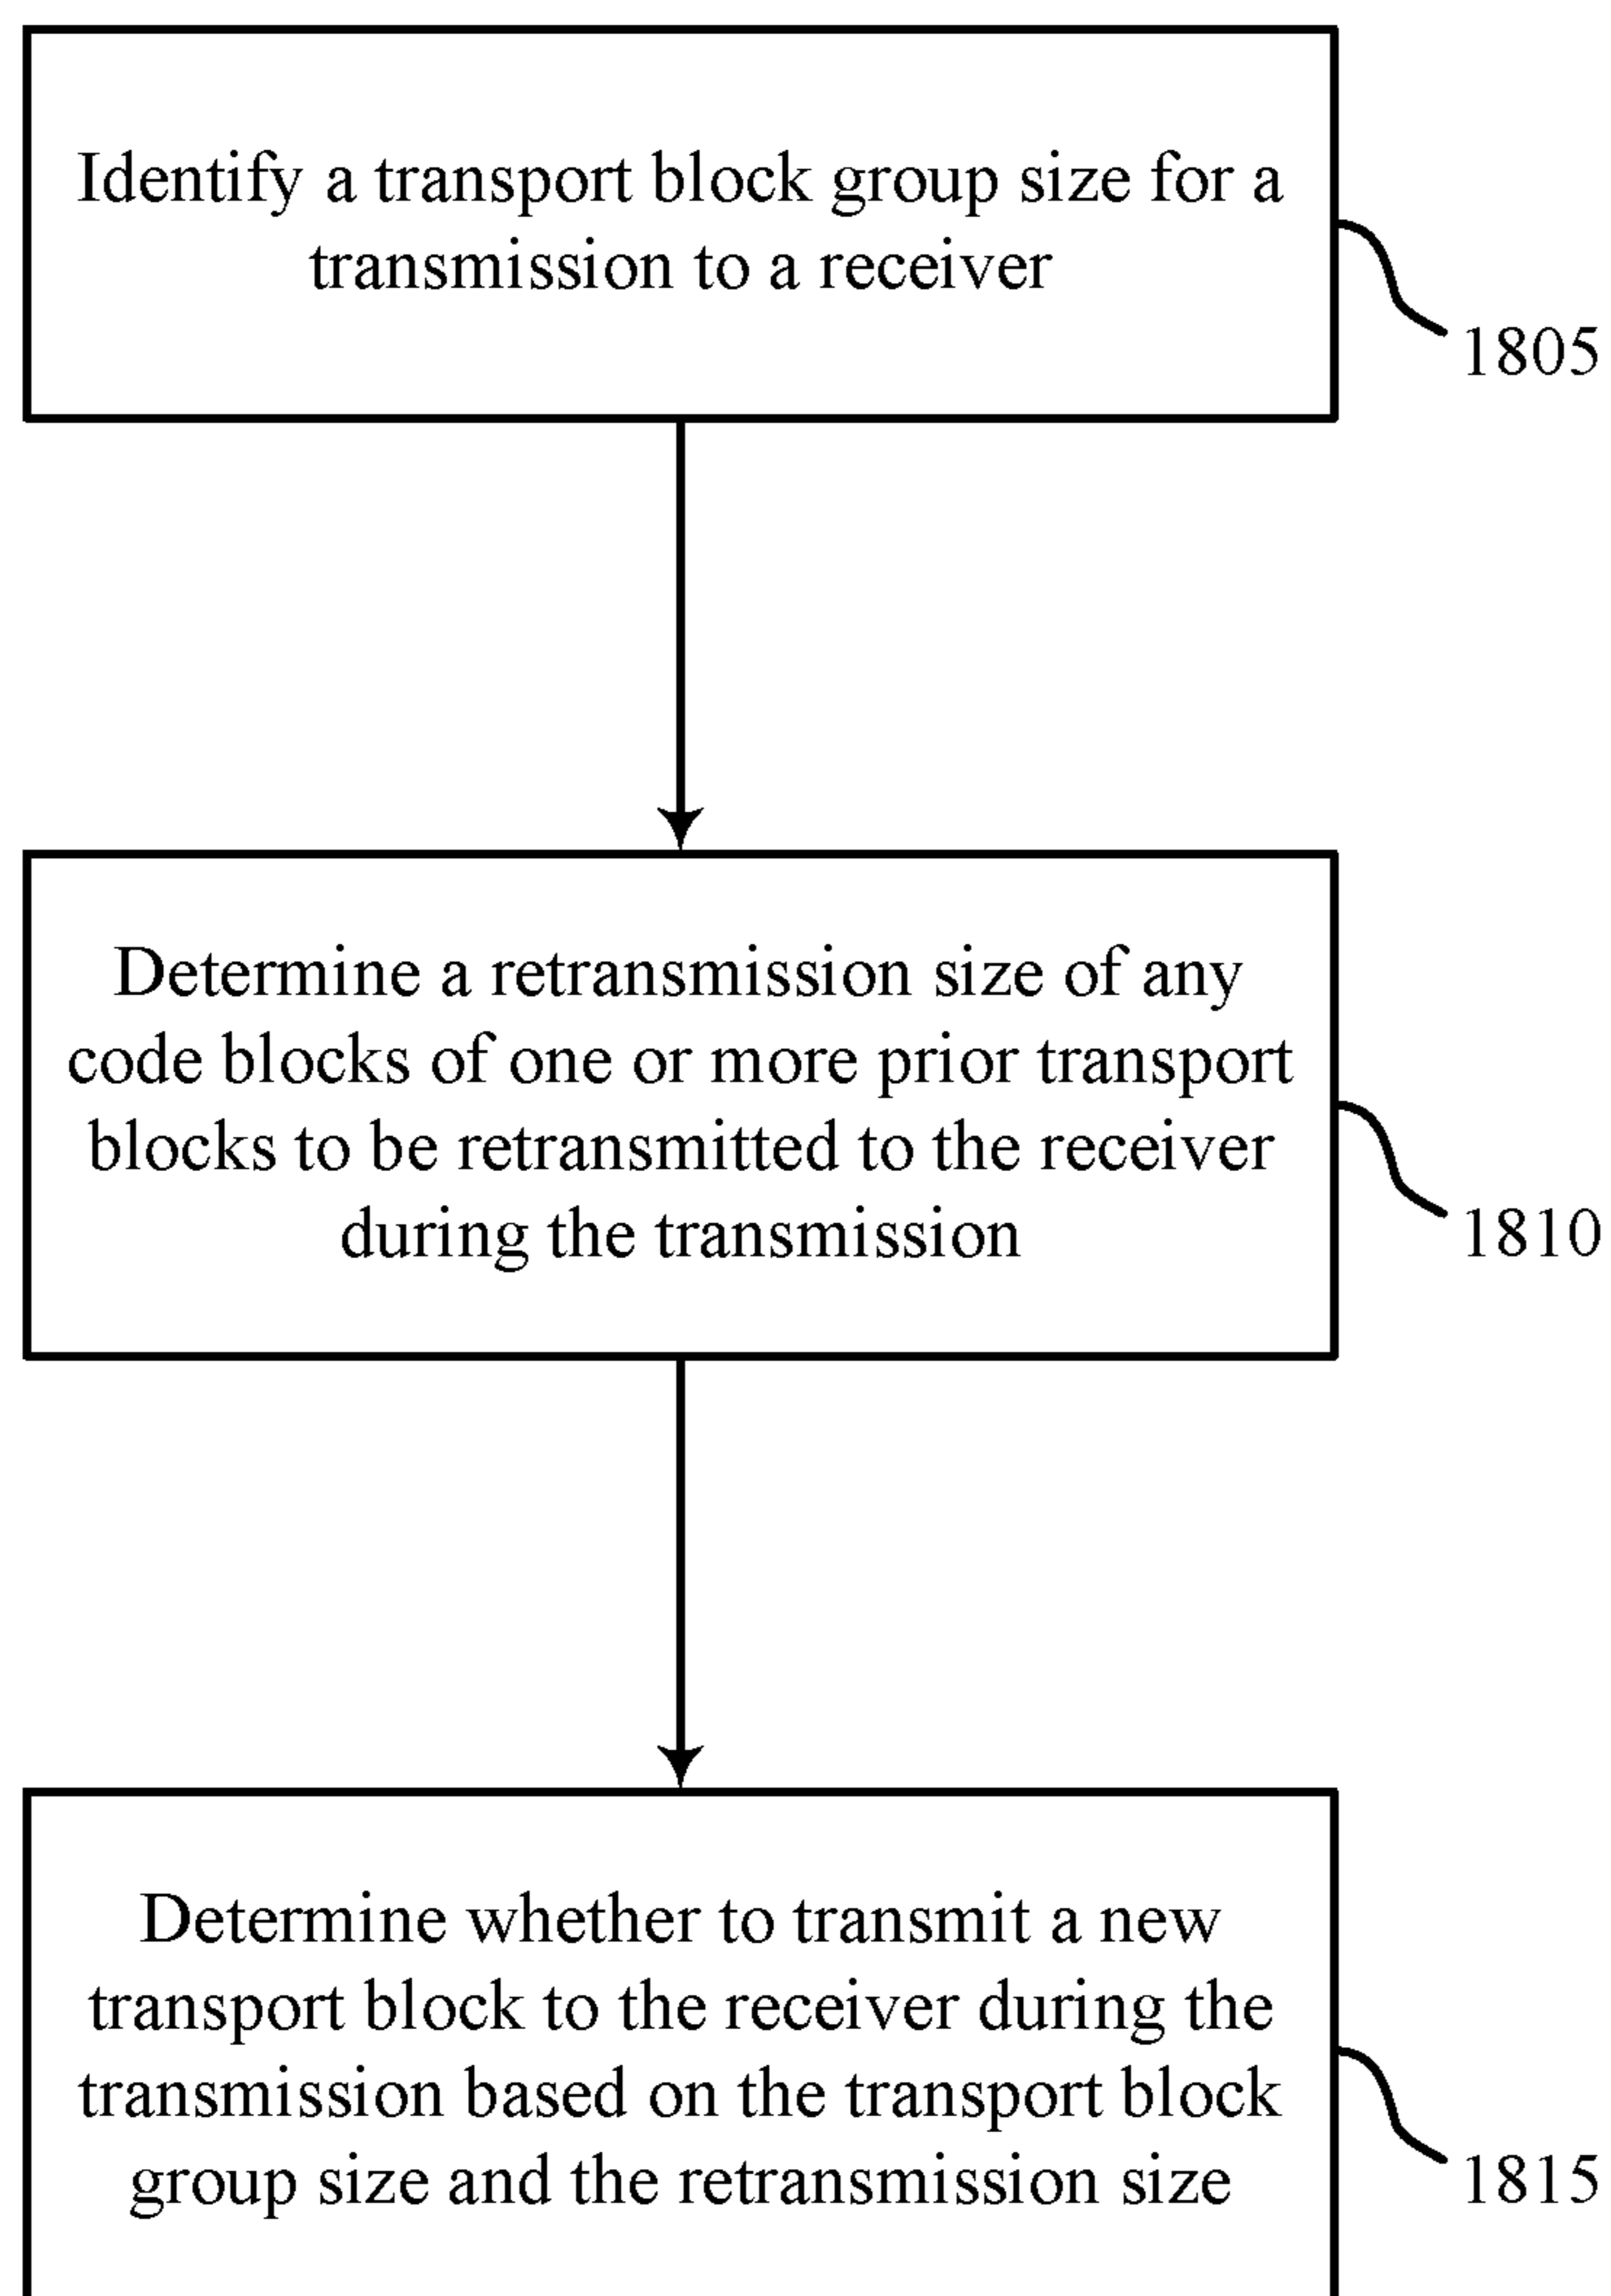 Identify a transport block group size for a
transmission to a receiver
1805
Determine a retransmission size of any
code blocks of one or more prior transport
blocks to be retransmitted to the receiver
during the transmission
1810
Determine whether to transmit a new
transport block to the receiver during the
transmission based on the transport block
group size and the retransmission size
1815